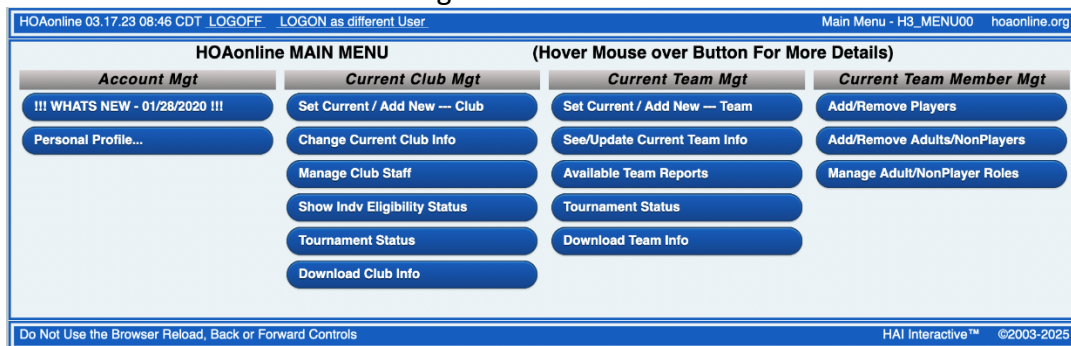 HOAonline 03.17.23 08:46 CDT LOGOFF LOGON as different User Main Menu - H3_MENU00 hoaonline.org
HOAonline MAIN MENU (Hover Mouse over Button For More Details)
Account Mgt Current Club Mgt Current Team Mgt Current Team Member Mgt
!!! WHATS NEW - 01/28/2020 !!! Set Current / Add New --- Club Set Current / Add New --- Team Add/Remove Players
Personal Profile... Change Current Club Info See/Update Current Team Info Add/Remove Adults/NonPlayers
Manage Club Staff Available Team Reports Manage Adult/NonPlayer Roles
Show Indv Eligibility Status Tournament Status
Tournament Status Download Team Info
Download Club Info
Do Not Use the Browser Reload, Back or Forward Controls HAI Interactive™ ©2003-2025